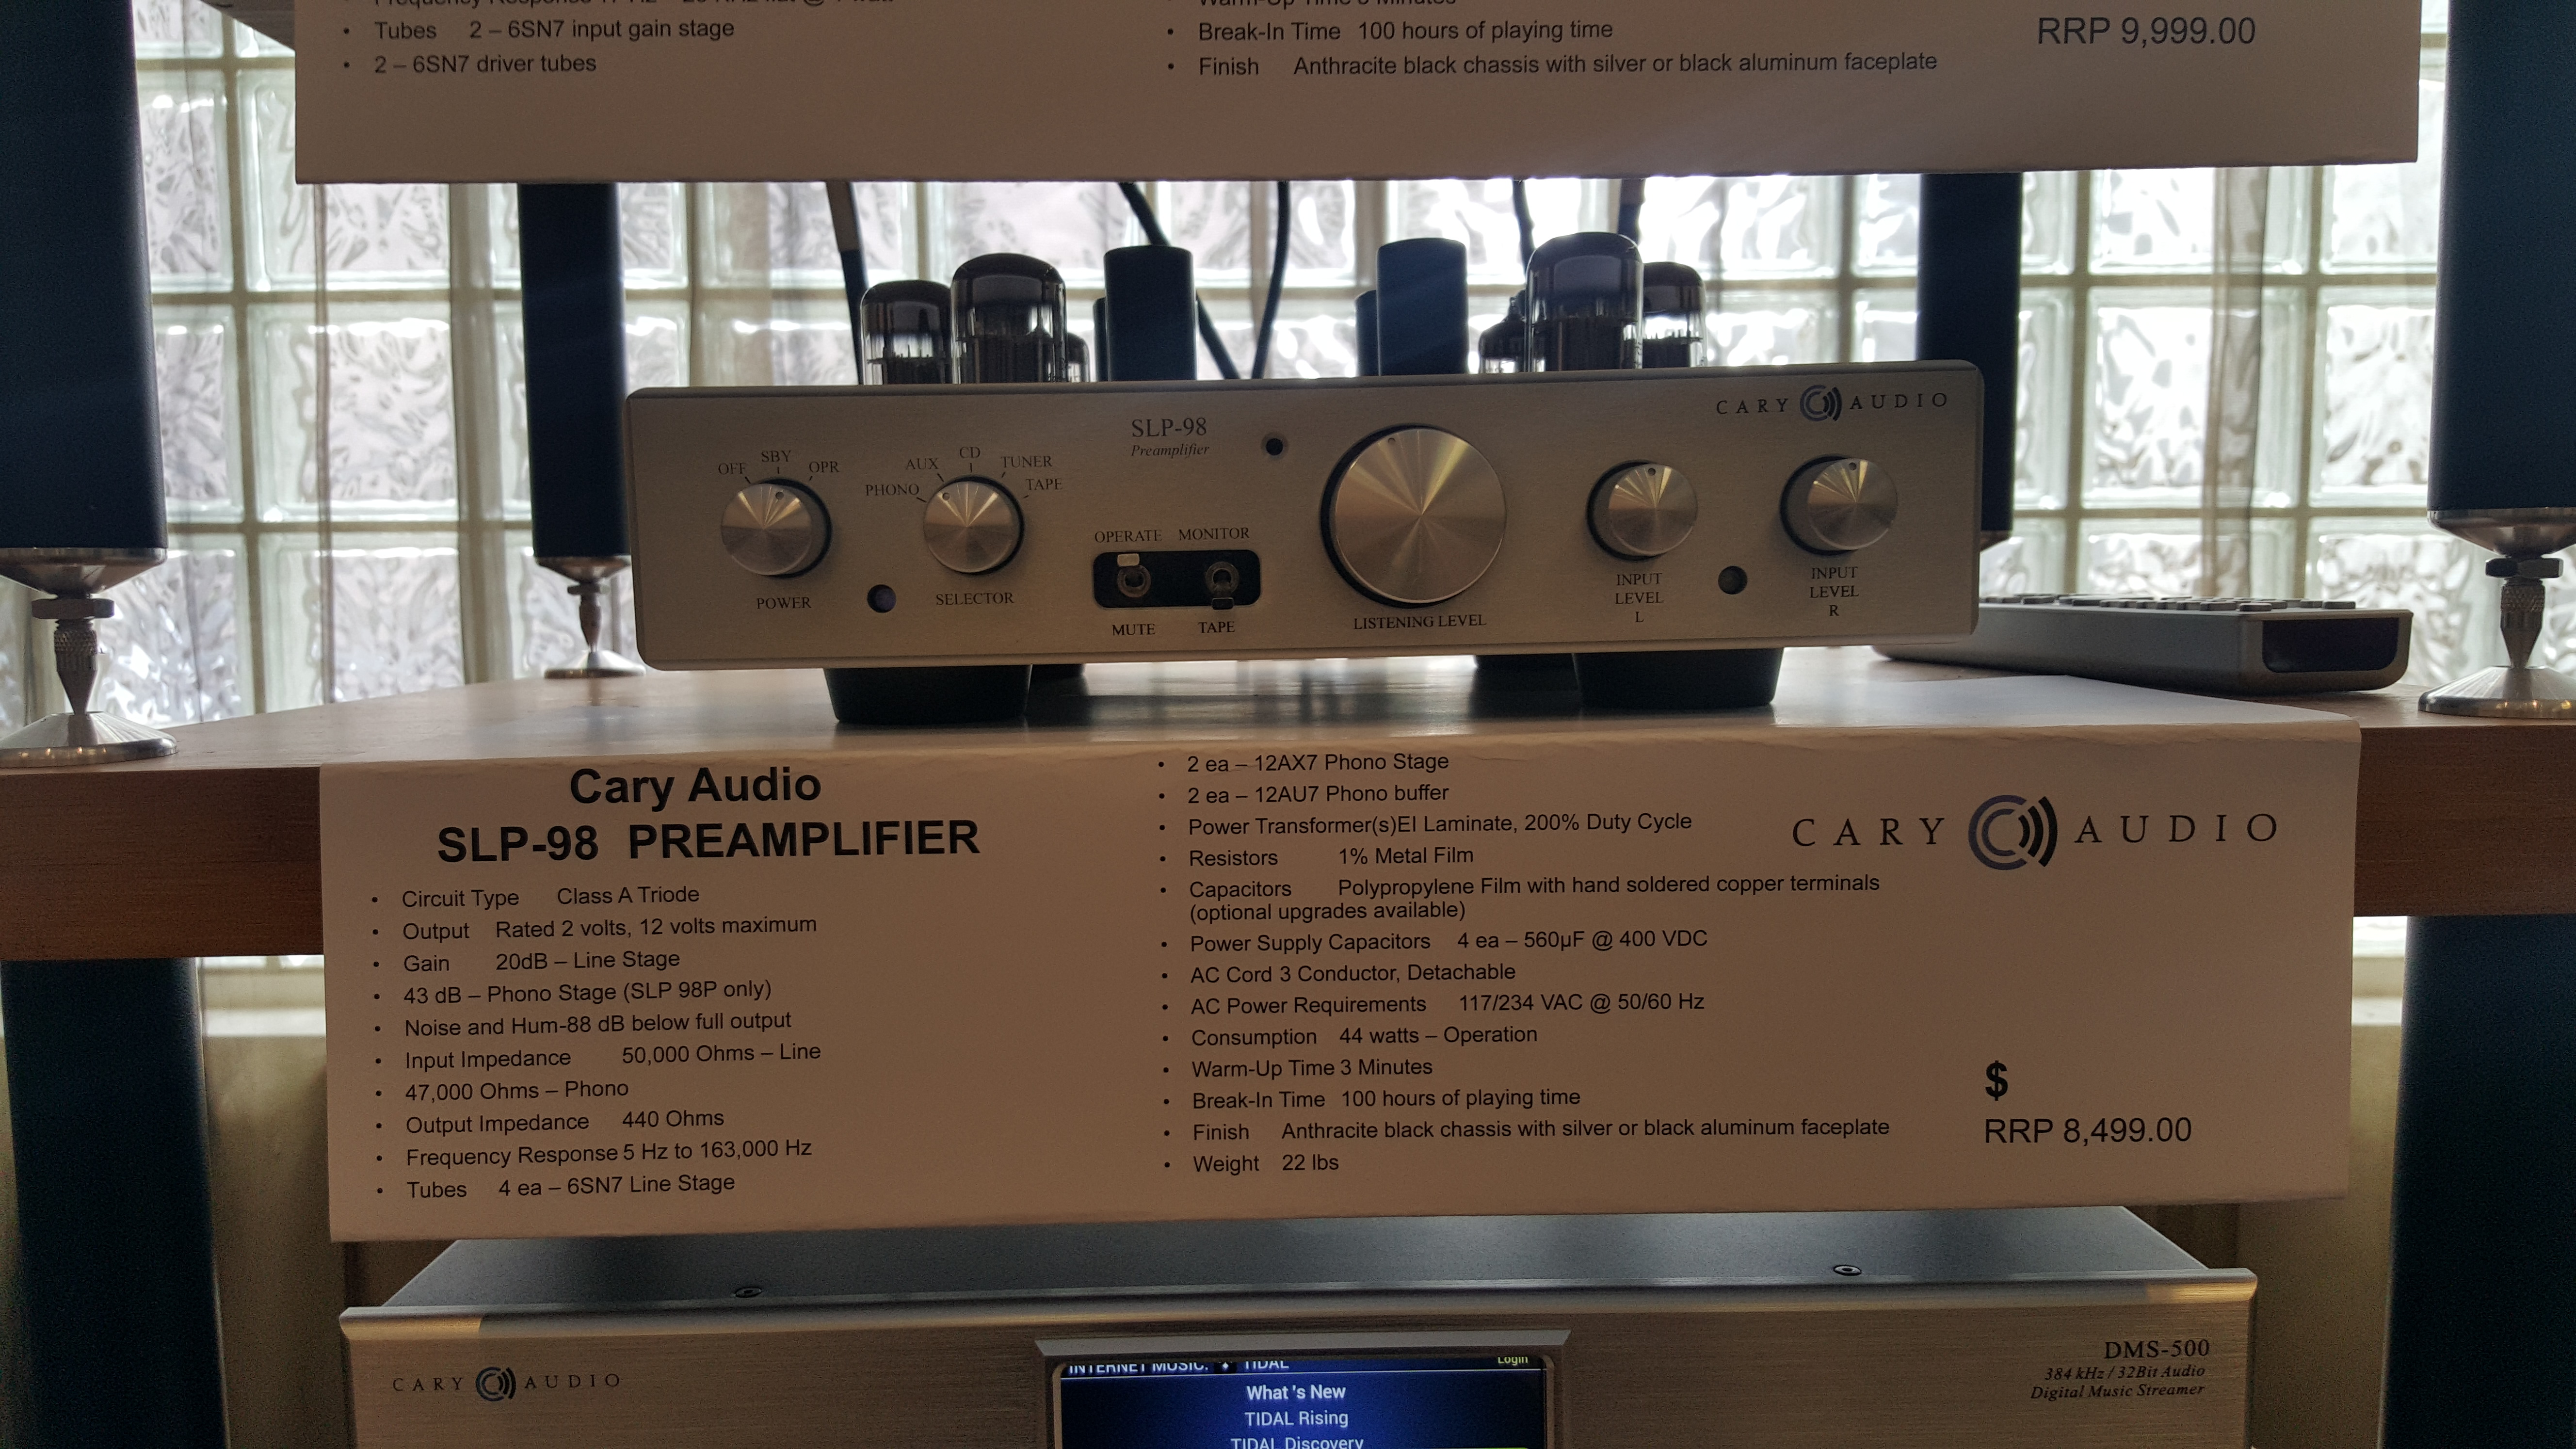 Tubes 2 – 6SN7 input gain stage
2 – 6SN7 driver tubes
Break-In Time 100 hours of playing time
Finish Anthracite black chassis with silver or black aluminum faceplate
RRP 9,999.00
CARY AUDIO
SLP-98
Preamplifier
OFF SBY OPR
POWER
PHONO AUX CD TUNER TAPE
SELECTOR
OPERATE MONITOR
MUTE TAPE
LISTENING LEVEL
INPUT
LEVEL
L
INPUT
LEVEL
R
Cary Audio
SLP-98 PREAMPLIFIER
• Circuit Type Class A Triode
• Output Rated 2 volts, 12 volts maximum
• Gain 20dB – Line Stage
• 43 dB – Phono Stage (SLP 98P only)
• Noise and Hum-88 dB below full output
• Input Impedance 50,000 Ohms – Line
• 47,000 Ohms – Phono
• Output Impedance 440 Ohms
• Frequency Response 5 Hz to 163,000 Hz
• Tubes 4 ea – 6SN7 Line Stage
• 2 ea – 12AX7 Phono Stage
• 2 ea – 12AU7 Phono buffer
• Power Transformer(s)EI Laminate, 200% Duty Cycle
• Resistors 1% Metal Film
• Capacitors Polypropylene Film with hand soldered copper terminals
(optional upgrades available)
• Power Supply Capacitors 4 ea – 560µF @ 400 VDC
• AC Cord 3 Conductor, Detachable
• AC Power Requirements 117/234 VAC @ 50/60 Hz
• Consumption 44 watts – Operation
• Warm-Up Time 3 Minutes
• Break-In Time 100 hours of playing time
• Finish Anthracite black chassis with silver or black aluminum faceplate
• Weight 22 lbs
CARY AUDIO
$
RRP 8,499.00
CARY AUDIO
INTERNET MUSIC: TIDAL Login
What 's New
TIDAL Rising
TIDAL Discovery
DMS-500
384 kHz / 32Bit Audio
Digital Music Streamer